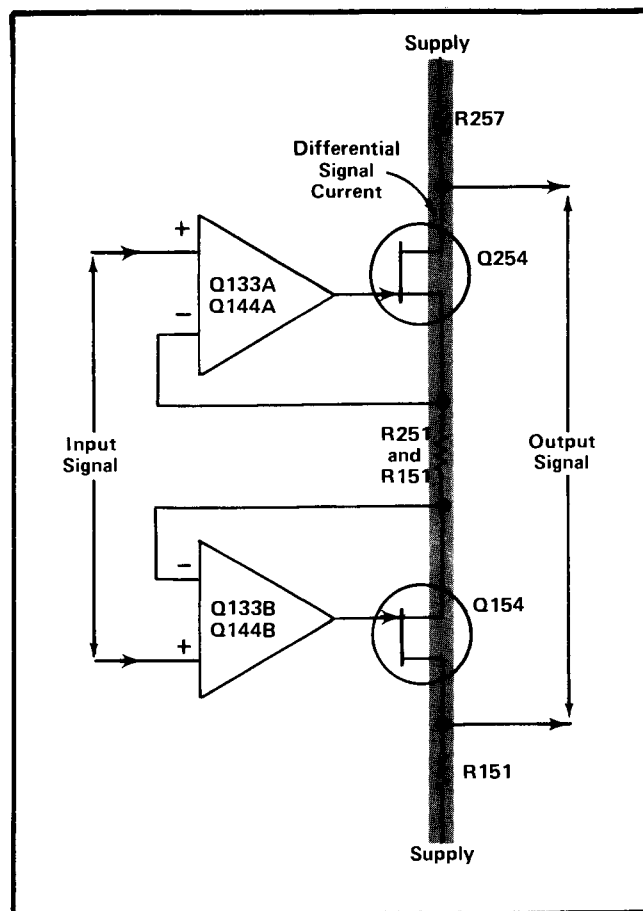 Supply
R257
Differential
Signal
Current
+
Q133A
Q144A
−
Q254
Input
Signal
R251
and
R151
Output
Signal
−
Q133B
Q144B
+
Q154
R151
Supply